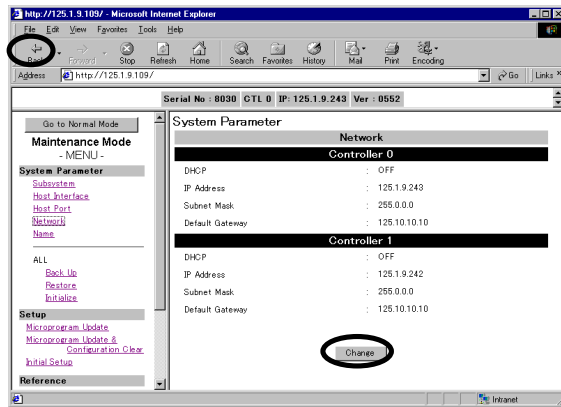 http://125.1.9.109/ - Microsoft Internet Explorer
File Edit View Favorites Tools Help
Back Forward Stop Refresh Home Search Favorites History Mail Print Encoding
Address http://125.1.9.109/ Go Links »
Serial No : 8030 CTL 0 IP: 125.1.9.243 Ver : 0552
Go to Normal Mode
Maintenance Mode
- MENU -
System Parameter
Subsystem
Host Interface
Host Port
Network
Name
ALL
Back Up
Restore
Initialize
Setup
Microprogram Update
Microprogram Update &
Configuration Clear
Initial Setup
Reference
System Parameter
Network
Controller 0
DHCP : OFF
IP Address : 125.1.9.243
Subnet Mask : 255.0.0.0
Default Gateway : 125.10.10.10
Controller 1
DHCP : OFF
IP Address : 125.1.9.242
Subnet Mask : 255.0.0.0
Default Gateway : 125.10.10.10
Change
Intranet